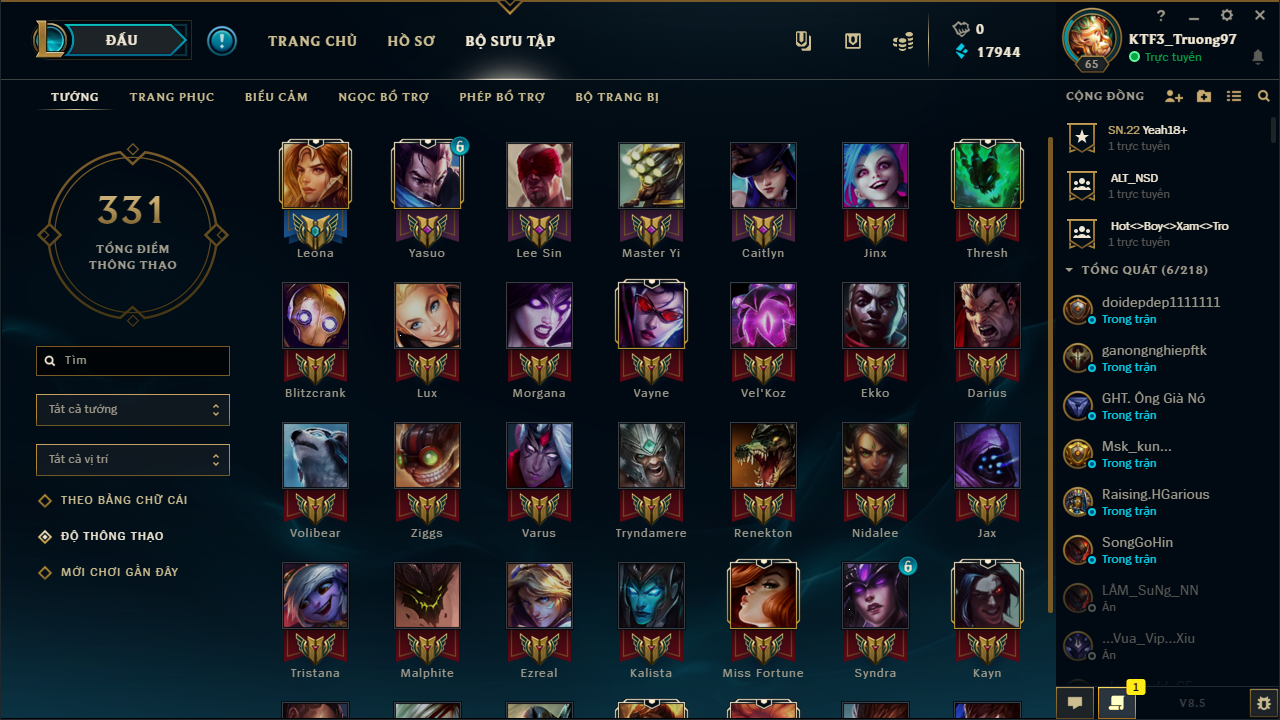 ĐẤU
!
TRANG CHỦ
HỒ SƠ
BỘ SƯU TẬP
0
17944
?
65
KTF3_Truong97
Trực tuyến
TƯỚNG
TRANG PHỤC
BIỂU CẢM
NGỌC BỔ TRỢ
PHÉP BỔ TRỢ
BỘ TRANG BỊ
331
TỔNG ĐIỂM
THÔNG THẠO
Tìm
Tất cả tướng
Tất cả vị trí
THEO BẢNG CHỮ CÁI
ĐỘ THÔNG THẠO
MỚI CHƠI GẦN ĐÂY
6
Leona
Yasuo
Lee Sin
Master Yi
Caitlyn
Jinx
Thresh
Blitzcrank
Lux
Morgana
Vayne
Vel'Koz
Ekko
Darius
Volibear
Ziggs
Varus
Tryndamere
Renekton
Nidalee
Jax
6
Tristana
Malphite
Ezreal
Kalista
Miss Fortune
Syndra
Kayn
CỘNG ĐỒNG
SN.22 Yeah18+
1 trực tuyến
ALT_NSD
1 trực tuyến
Hot<>Boy<>Xam<>Tro
1 trực tuyến
TỔNG QUÁT (6/218)
doidepdep1111111
Trong trận
ganongnghiepftk
Trong trận
GHT. Ông Già Nó
Trong trận
Msk_kun...
Trong trận
Raising.HGarious
Trong trận
SongGoHin
Trong trận
LÂM_SuNg_NN
Ẩn
...Vua_Vip...Xiu
Ẩn
1
V8.5